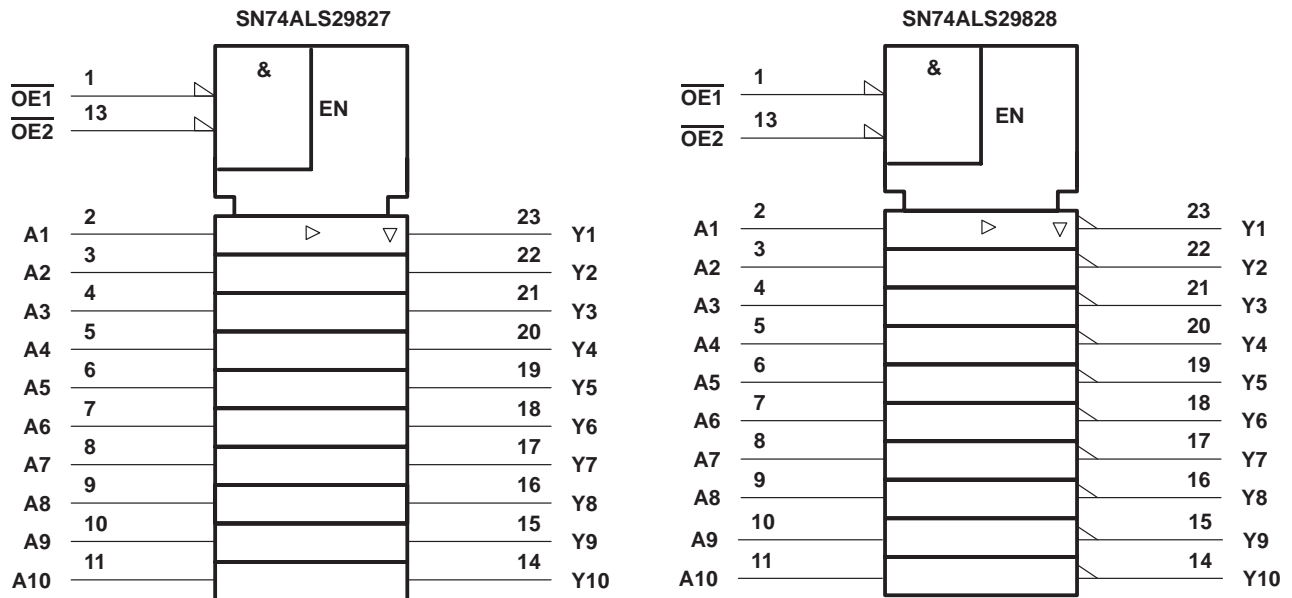 SN74ALS29827
&
EN
OE1 1
OE2 13
A1 2 23 Y1
A2 3 22 Y2
A3 4 21 Y3
A4 5 20 Y4
A5 6 19 Y5
A6 7 18 Y6
A7 8 17 Y7
A8 9 16 Y8
A9 10 15 Y9
A10 11 14 Y10
SN74ALS29828
&
EN
OE1 1
OE2 13
A1 2 23 Y1
A2 3 22 Y2
A3 4 21 Y3
A4 5 20 Y4
A5 6 19 Y5
A6 7 18 Y6
A7 8 17 Y7
A8 9 16 Y8
A9 10 15 Y9
A10 11 14 Y10